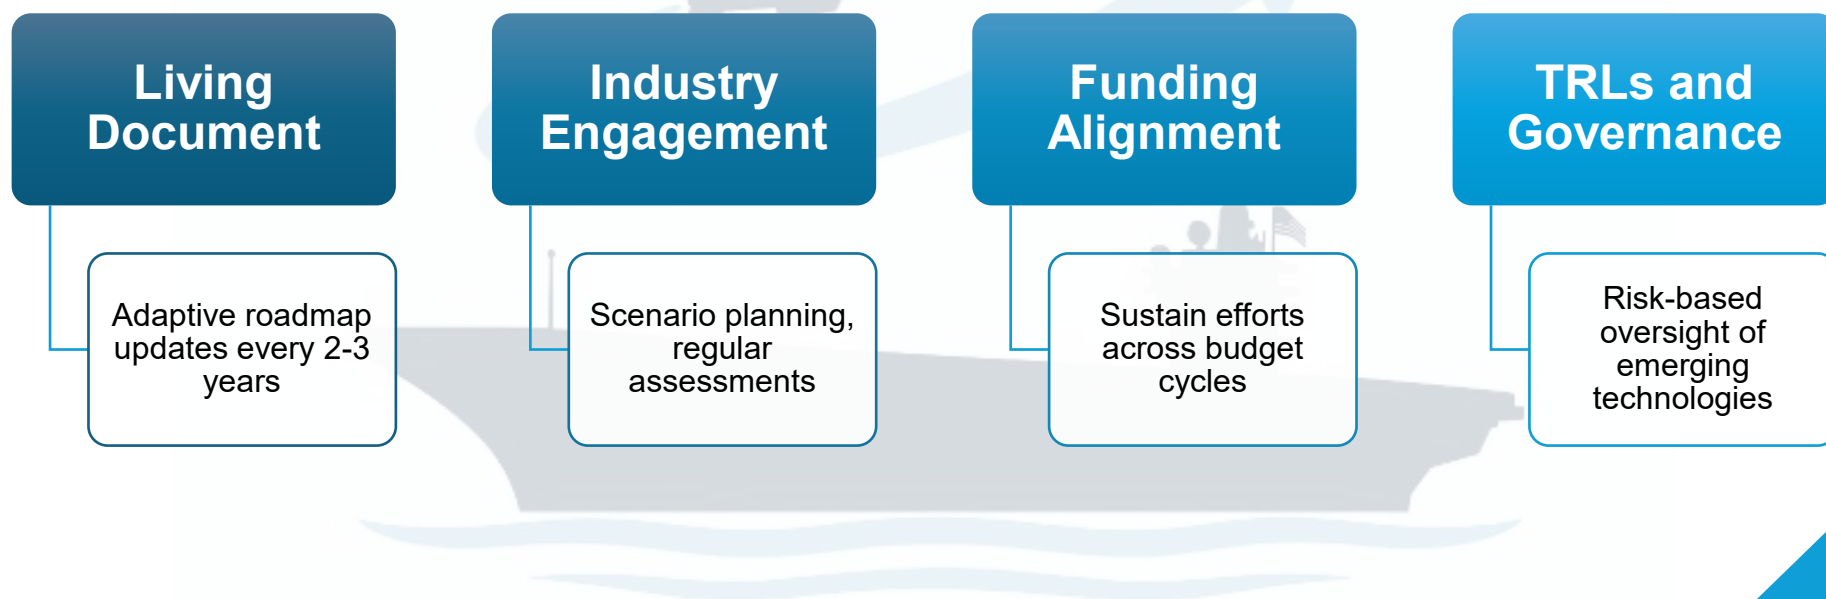 Living
Document
Adaptive roadmap
updates every 2-3
years
Industry
Engagement
Scenario planning,
regular
assessments
Funding
Alignment
Sustain efforts
across budget
cycles
TRLs and
Governance
Risk-based
oversight of
emerging
technologies